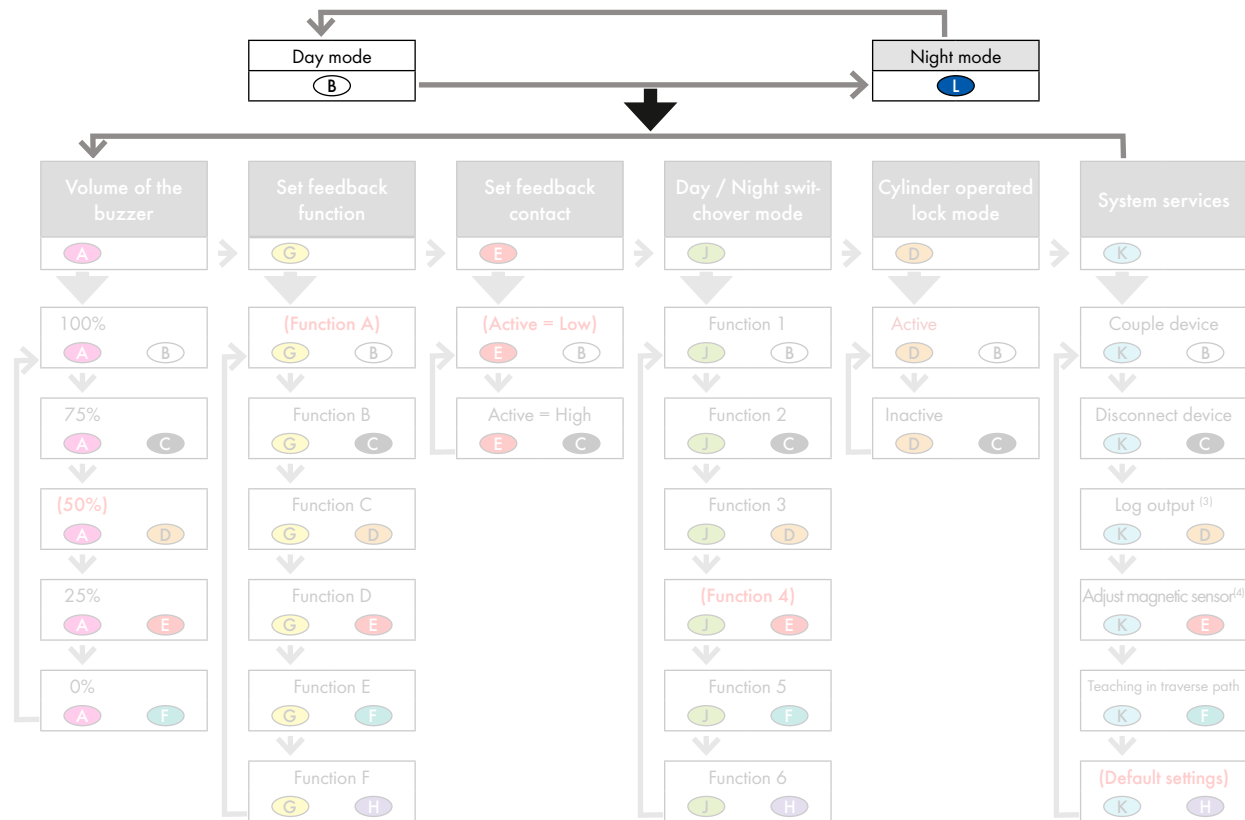 Day mode
B
Night mode
L
Volume of the
buzzer
A
Set feedback
function
G
Set feedback
contact
E
Day / Night swit-
chover mode
J
Cylinder operated
lock mode
D
System services
K
100%
A B
75%
A C
(50%)
A D
25%
A E
0%
A F
(Function A)
G B
Function B
G C
Function C
G D
Function D
G E
Function E
G F
Function F
G H
(Active = Low)
E B
Active = High
E C
Function 1
J B
Function 2
J C
Function 3
J D
(Function 4)
J E
Function 5
J F
Function 6
J H
Active
D B
Inactive
D C
Couple device
K B
Disconnect device
K C
Log output (3)
K D
Adjust magnetic sensor(4)
K E
Teaching in traverse path
K F
(Default settings)
K H